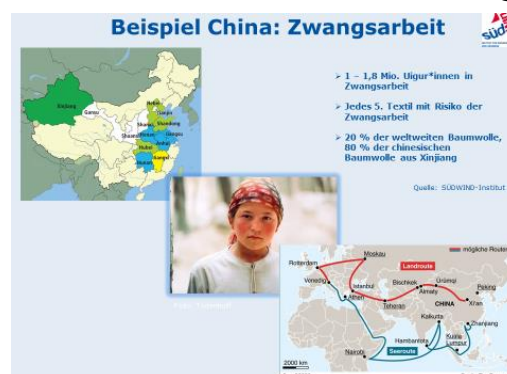 Beispiel China: Zwangsarbeit
SÜD
➢ 1 – 1,8 Mio. Uigur*innen in
Zwangsarbeit
➢ Jedes 5. Textil mit Risiko der
Zwangsarbeit
➢ 20 % der weltweiten Baumwolle,
80 % der chinesischen
Baumwolle aus Xinjiang
Quelle: SÜDWIND-Institut
Xinjiang
Gansu
Hebei
Tianjin
Shandong
Henan
Jiangsu
Anhui
Hubei
Hunan
Jiangxi
mögliche Routen
Moskau
Rotterdam
Landroute
Venedig
Istanbul
Bischkek
Ürümqi
Peking
Almaty
Athen
Teheran
CHINA
Xi'an
Kalkutta
Zhanjiang
Hambantota
Kuala
Lumpur
Nairobi
Seeroute
2000 km